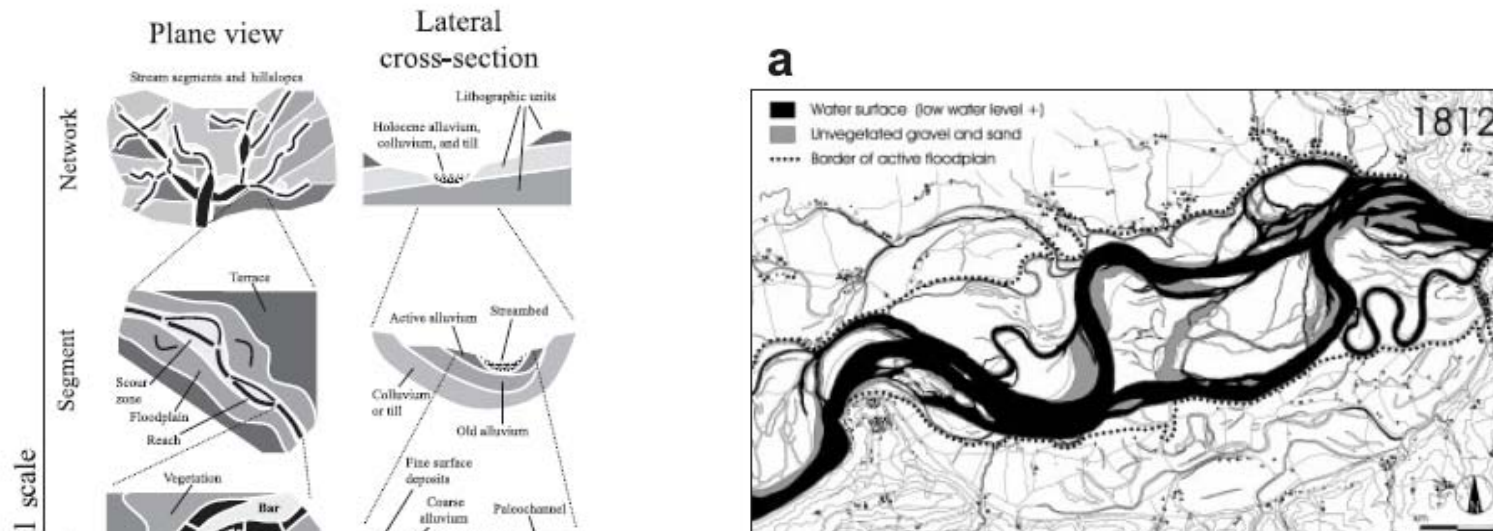 Plane view
Lateral
cross-section
Stream segments and hillslopes
Lithographic units
Holocene alluvium,
colluvium, and till
Network
Terrace
Scour
zone
Floodplain
Reach
Active alluvium
Streambed
Colluvium
or till
Old alluvium
Segment
Vegetation
Bar
Fine surface
deposits
Coarse
alluvium
Paleochannel
l scale
a
Water surface (low water level +)
Unvegetated gravel and sand
Border of active floodplain
1812
N